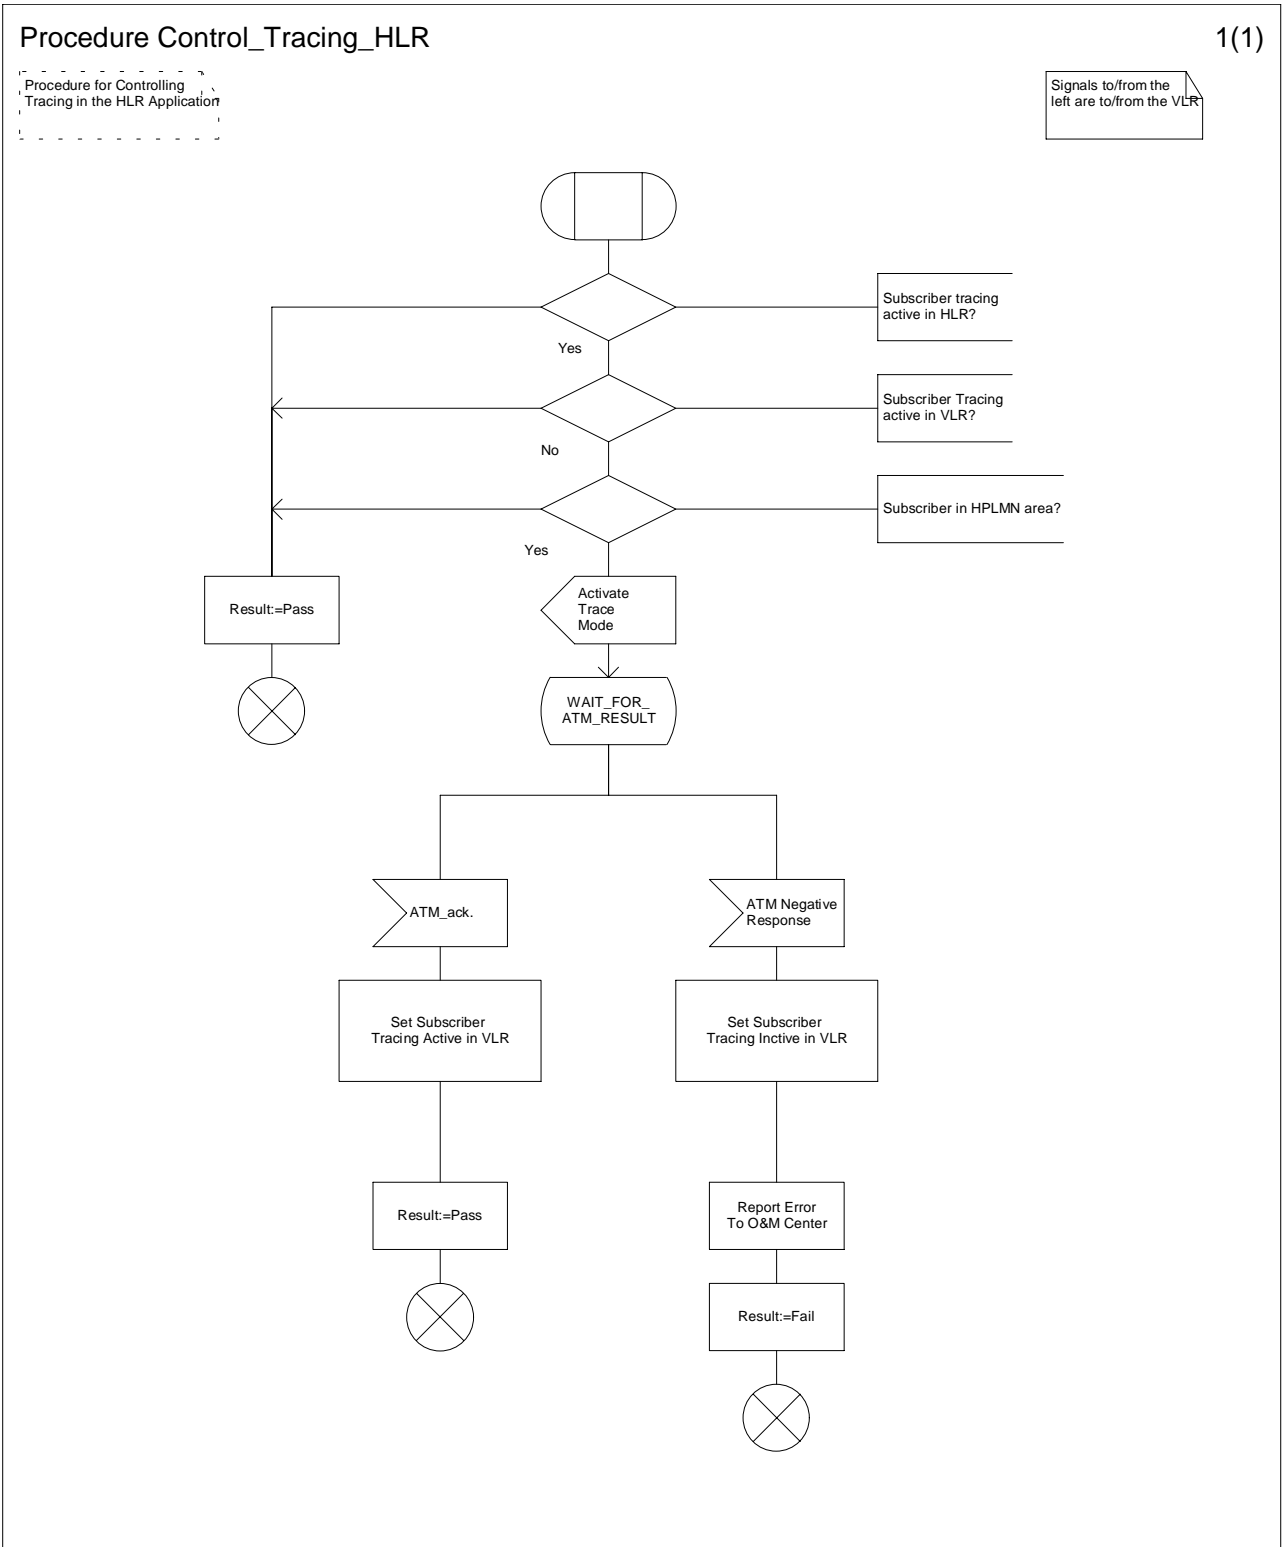 Procedure Control_Tracing_HLR
1(1)
Procedure for Controlling
Tracing in the HLR Application
Signals to/from the
left are to/from the VLR
Subscriber tracing
active in HLR?
Yes
Subscriber Tracing
active in VLR?
No
Subscriber in HPLMN area?
Yes
Result:=Pass
Activate
Trace
Mode
WAIT_FOR_
ATM_RESULT
ATM_ack.
ATM Negative
Response
Set Subscriber
Tracing Active in VLR
Set Subscriber
Tracing Inctive in VLR
Result:=Pass
Report Error
To O&M Center
Result:=Fail